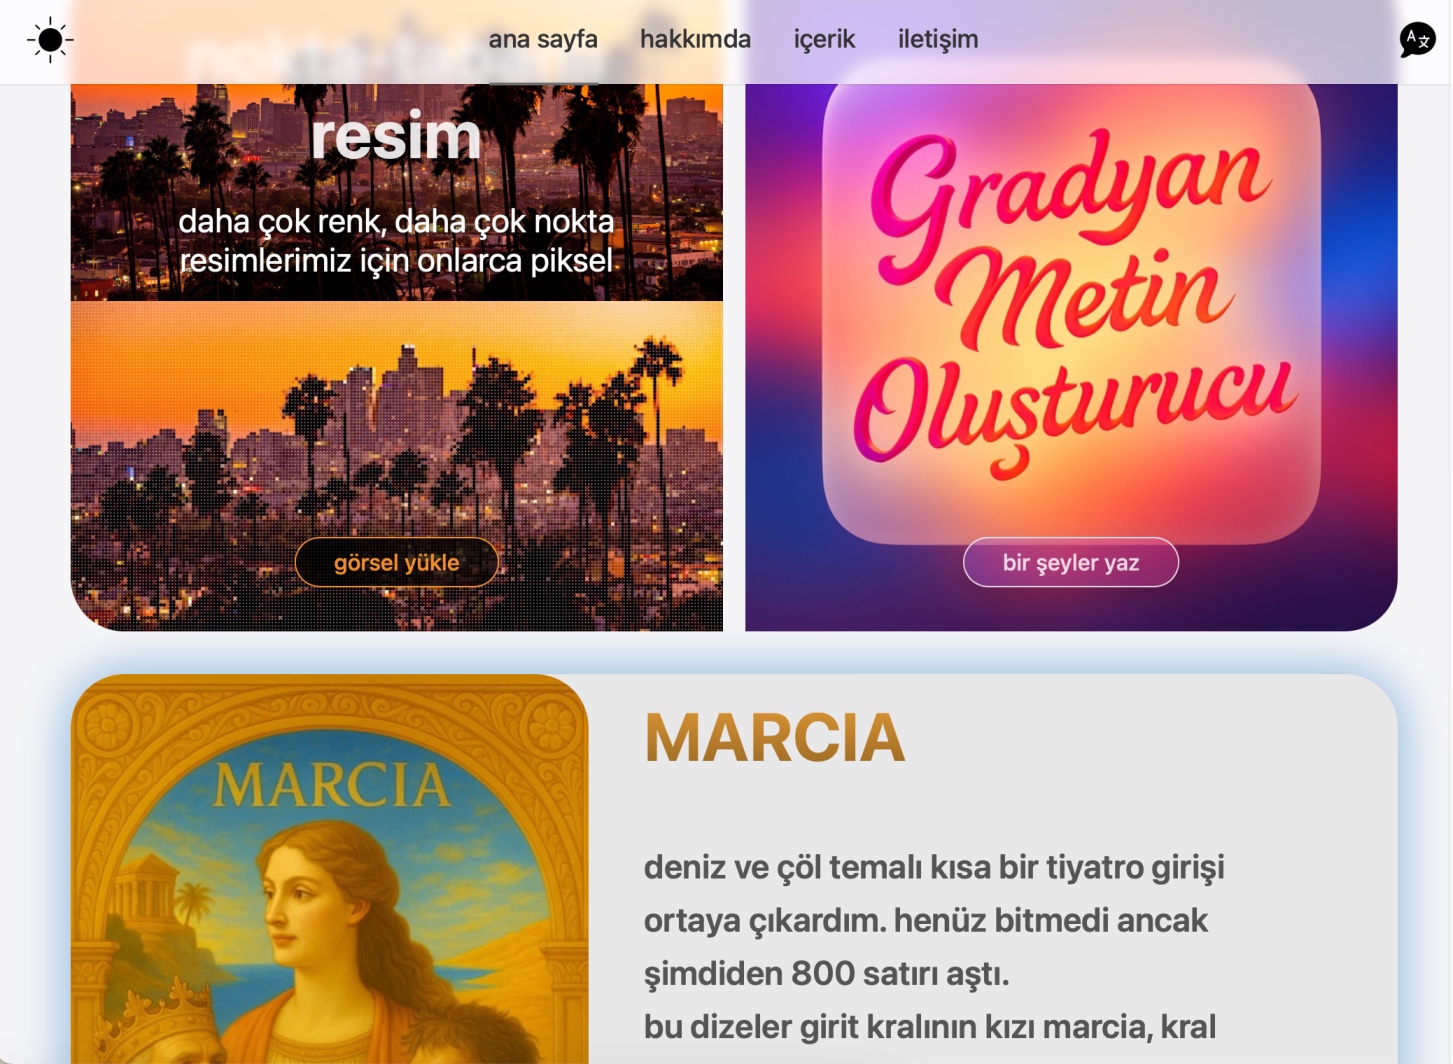 ana sayfa
hakkımda
içerik
iletişim
resim
daha çok renk, daha çok nokta
resimlerimiz için onlarca piksel
görsel yükle
Gradyan
Metin
Oluşturucu
bir şeyler yaz
MARCIA
MARCIA
deniz ve çöl temalı kısa bir tiyatro girişi
ortaya çıkardım. henüz bitmedi ancak
şimdiden 800 satırı aştı.
bu dizeler girit kralının kızı marcia, kral